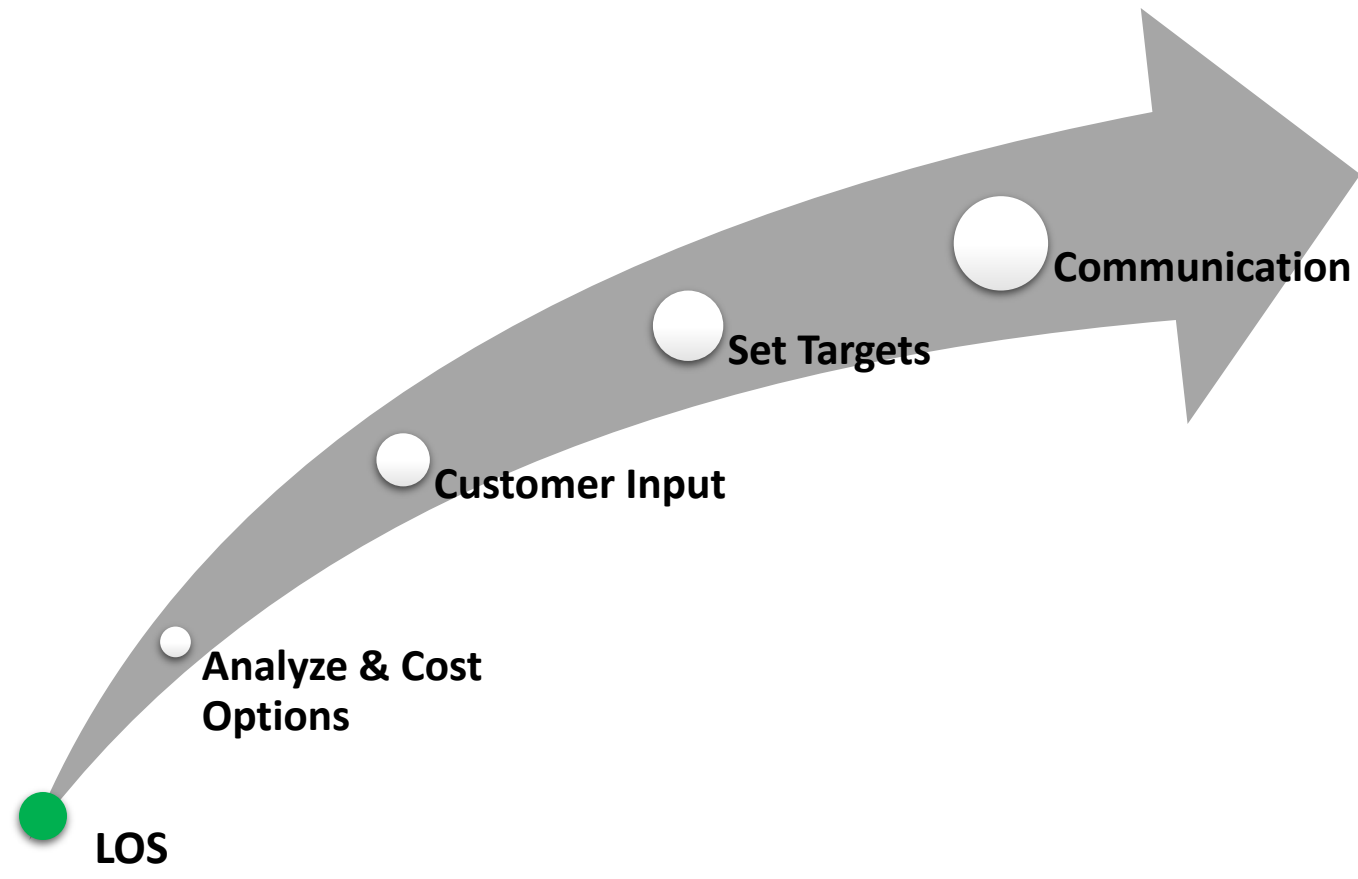 Communication
Set Targets
Customer Input
Analyze & Cost
Options
LOS